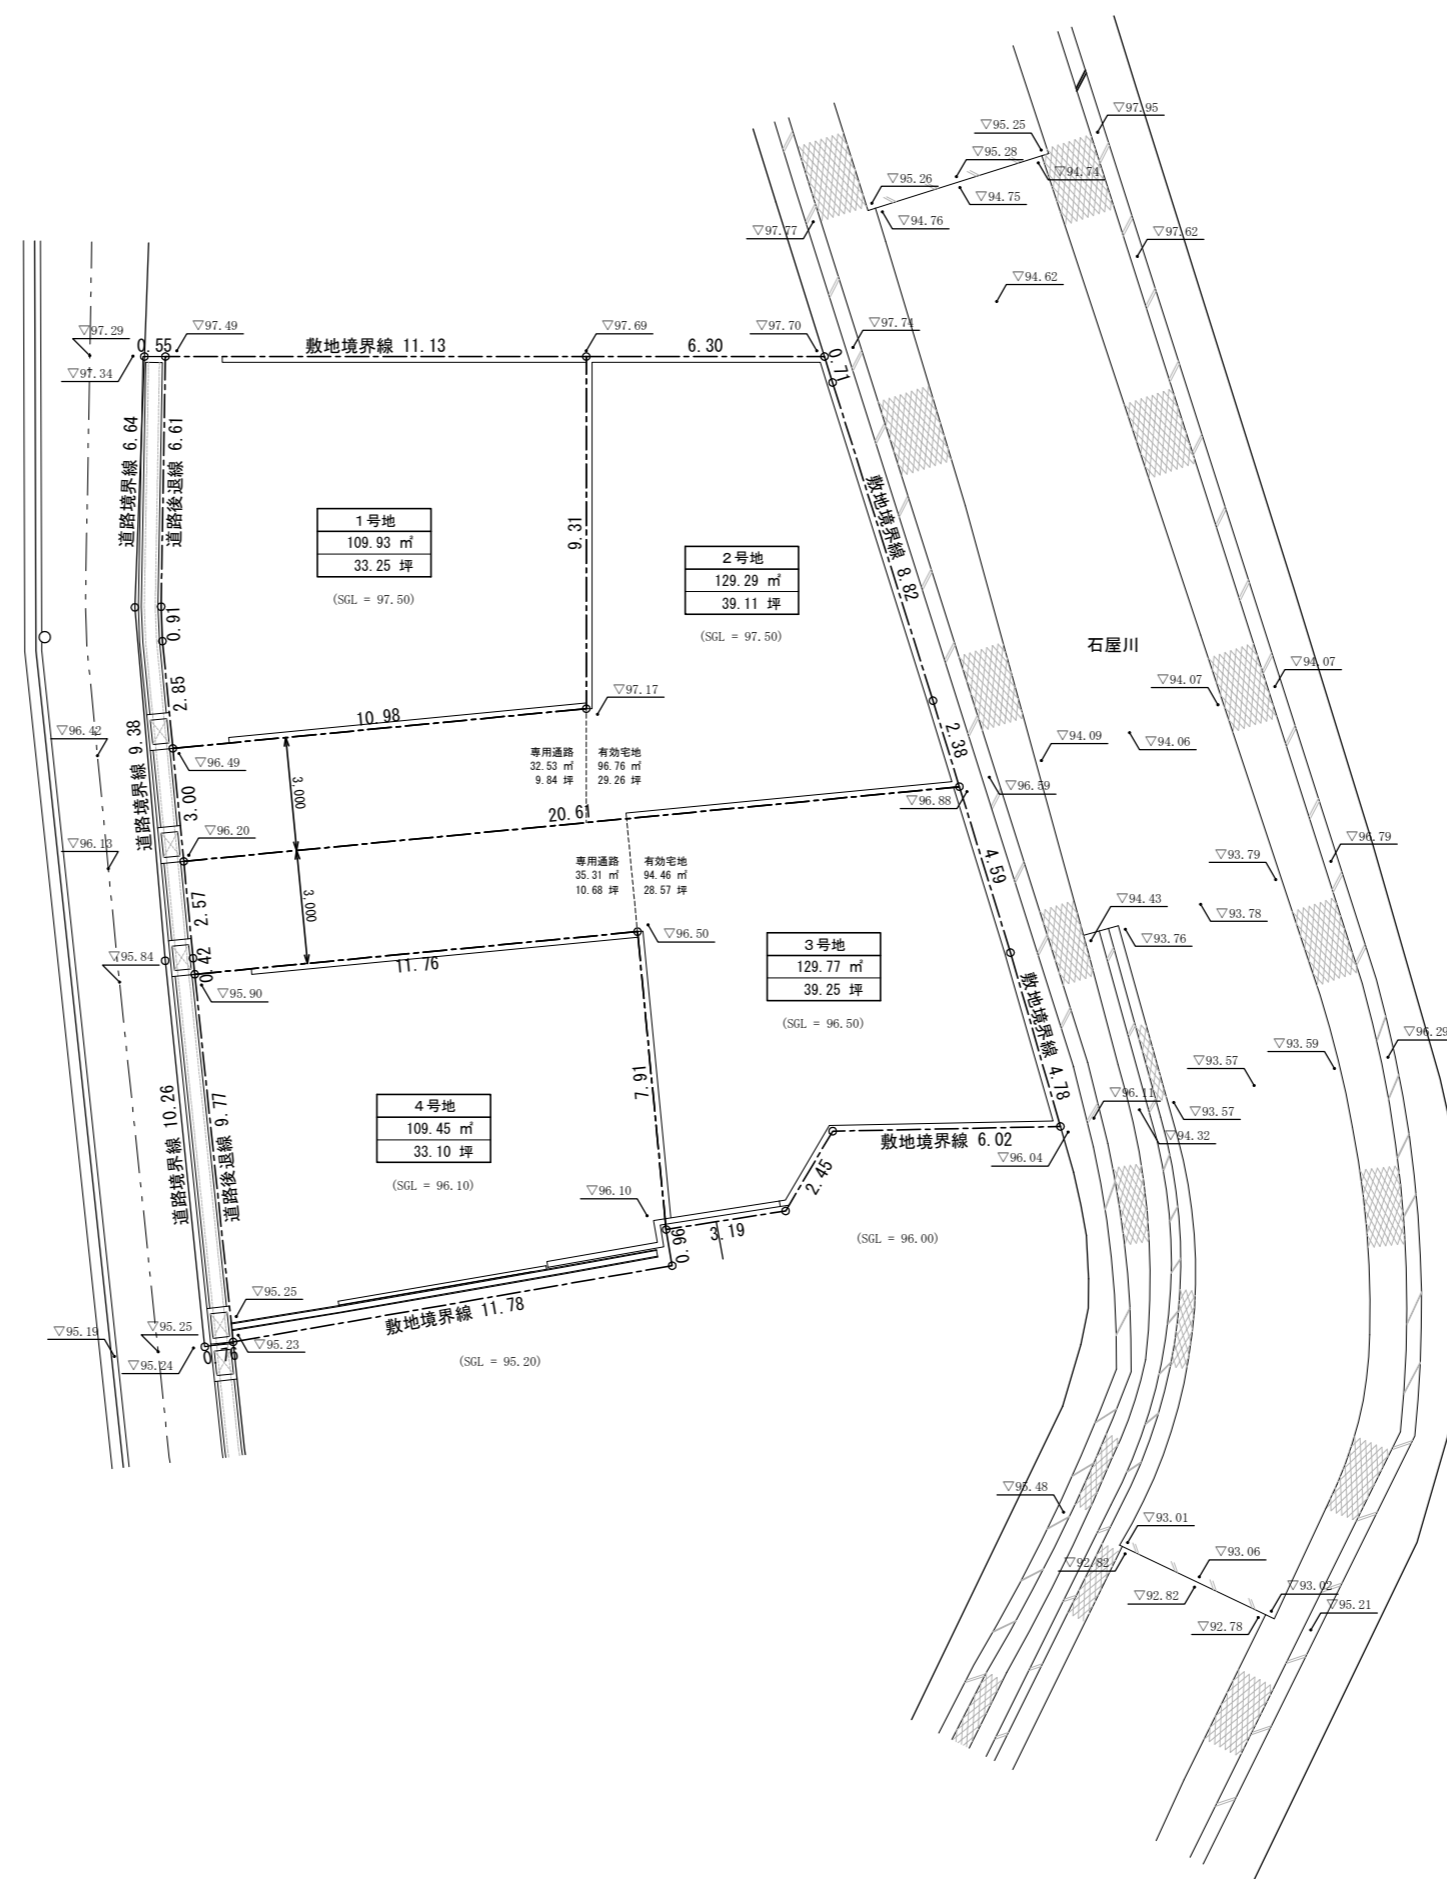 ▽97.95
▽95.25
▽95.28
▽94.74
▽95.26
▽94.75
▽94.76
▽97.77
▽97.62
▽94.62
▽97.29
▽97.49
▽97.69
▽97.70
▽97.74
0.55
敷地境界線 11.13
6.30
0.71
▽97.34
道路境界線 6.64
道路後退線 6.61
敷地境界線 8.82
1号地
109.93 ㎡
33.25 坪
(SGL = 97.50)
9.31
2号地
129.29 ㎡
39.11 坪
(SGL = 97.50)
0.91
石屋川
▽94.07
▽94.07
2.85
▽97.17
10.98
2.38
▽96.42
道路境界線 9.38
▽96.49
▽94.09
▽94.06
専用通路 有効宅地
32.53 ㎡ 96.76 ㎡
9.84 坪 29.26 坪
3,000
3.00
20.61
▽96.88
▽96.59
▽96.13
▽96.20
▽96.79
▽93.79
専用通路 有効宅地
35.31 ㎡ 94.46 ㎡
10.68 坪 28.57 坪
4.59
2.57
3,000
▽94.43
▽93.78
▽96.50
▽93.76
3号地
129.77 ㎡
39.25 坪
(SGL = 96.50)
▽95.84
0.42
11.76
▽95.90
敷地境界線 4.78
▽96.29
▽93.59
▽93.57
7.91
道路境界線 10.26
道路後退線 9.77
4号地
109.45 ㎡
33.10 坪
(SGL = 96.10)
▽96.11
▽93.57
▽94.32
敷地境界線 6.02
▽96.04
2.45
▽96.10
3.19
0.96
(SGL = 96.00)
▽95.25
敷地境界線 11.78
▽95.19
▽95.25
▽95.23
▽95.24
0.76
(SGL = 95.20)
▽95.48
▽93.01
▽92.82
▽93.06
▽92.82
▽93.02
▽95.21
▽92.78